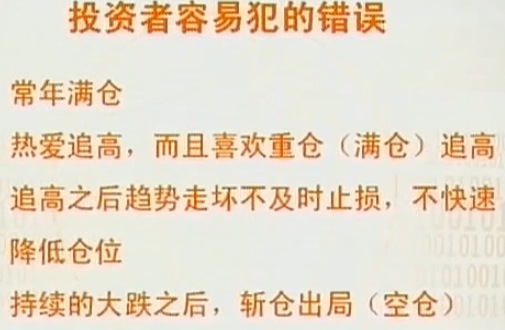 投资者容易犯的错误
常年满仓
热爱追高，而且喜欢重仓（满仓）追高
追高之后趋势走坏不及时止损，不快速
降低仓位
持续的大跌之后，斩仓出局（空仓）